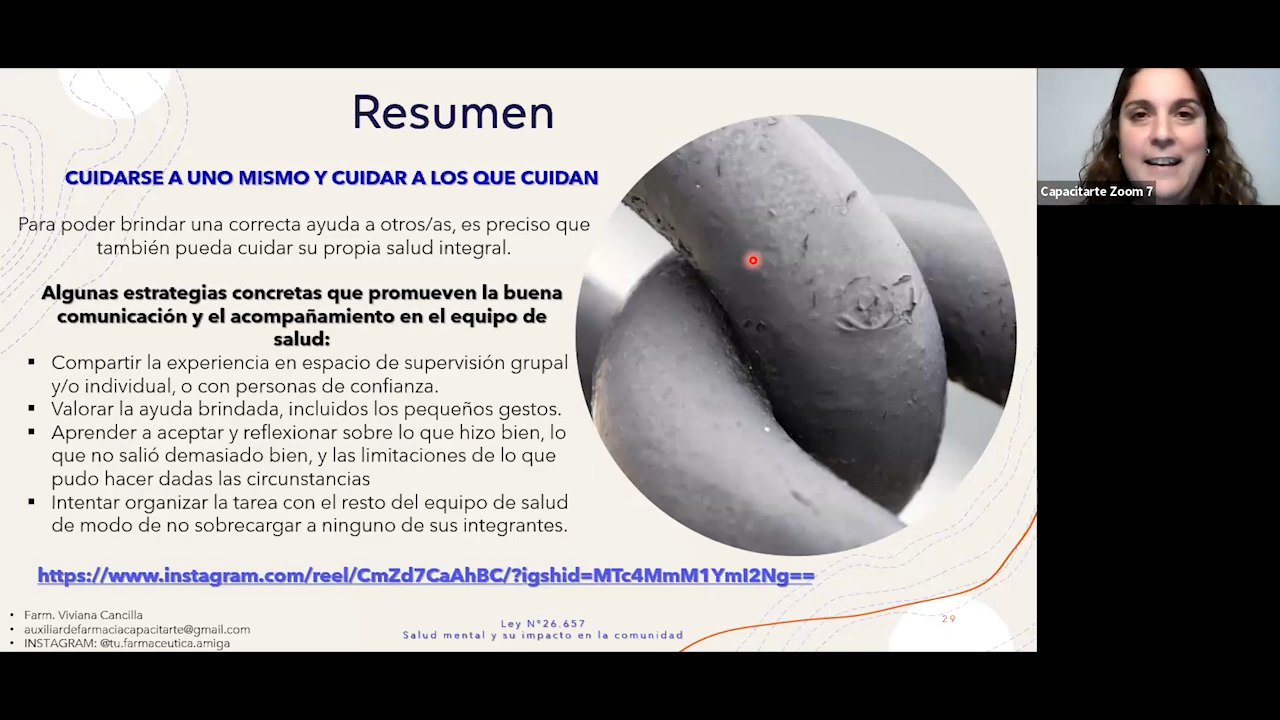 Resumen
CUIDARSE A UNO MISMO Y CUIDAR A LOS QUE CUIDAN
Para poder brindar una correcta ayuda a otros/as, es preciso que
también pueda cuidar su propia salud integral.
Algunas estrategias concretas que promueven la buena
comunicación y el acompañamiento en el equipo de
salud:
▪ Compartir la experiencia en espacio de supervisión grupal
y/o individual, o con personas de confianza.
▪ Valorar la ayuda brindada, incluidos los pequeños gestos.
▪ Aprender a aceptar y reflexionar sobre lo que hizo bien, lo
que no salió demasiado bien, y las limitaciones de lo que
pudo hacer dadas las circunstancias
▪ Intentar organizar la tarea con el resto del equipo de salud
de modo de no sobrecargar a ninguno de sus integrantes.
https://www.instagram.com/reel/CmZd7CaAhBC/?igshid=MTc4MmM1YmI2Ng==
• Farm. Viviana Cancilla
• auxiliardefarmaciacapacitarte@gmail.com
• INSTAGRAM: @tu.farmaceutica.amiga
Ley N°26.657
Salud mental y su impacto en la comunidad
29
Capacitarte Zoom 7